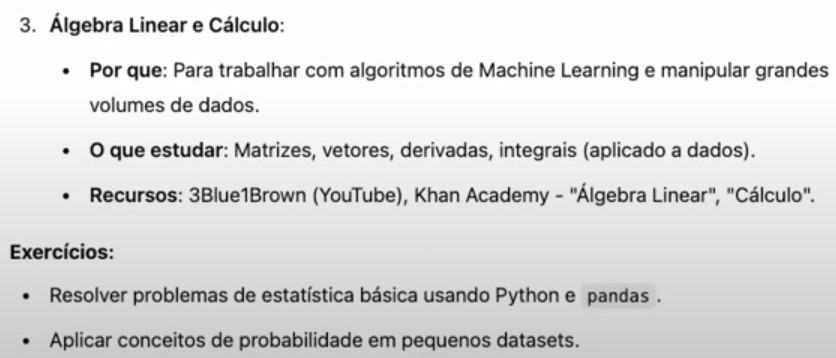 3. Álgebra Linear e Cálculo:
• Por que: Para trabalhar com algoritmos de Machine Learning e manipular grandes
volumes de dados.
• O que estudar: Matrizes, vetores, derivadas, integrais (aplicado a dados).
• Recursos: 3Blue1Brown (YouTube), Khan Academy - "Álgebra Linear", "Cálculo".
Exercícios:
• Resolver problemas de estatística básica usando Python e pandas .
• Aplicar conceitos de probabilidade em pequenos datasets.